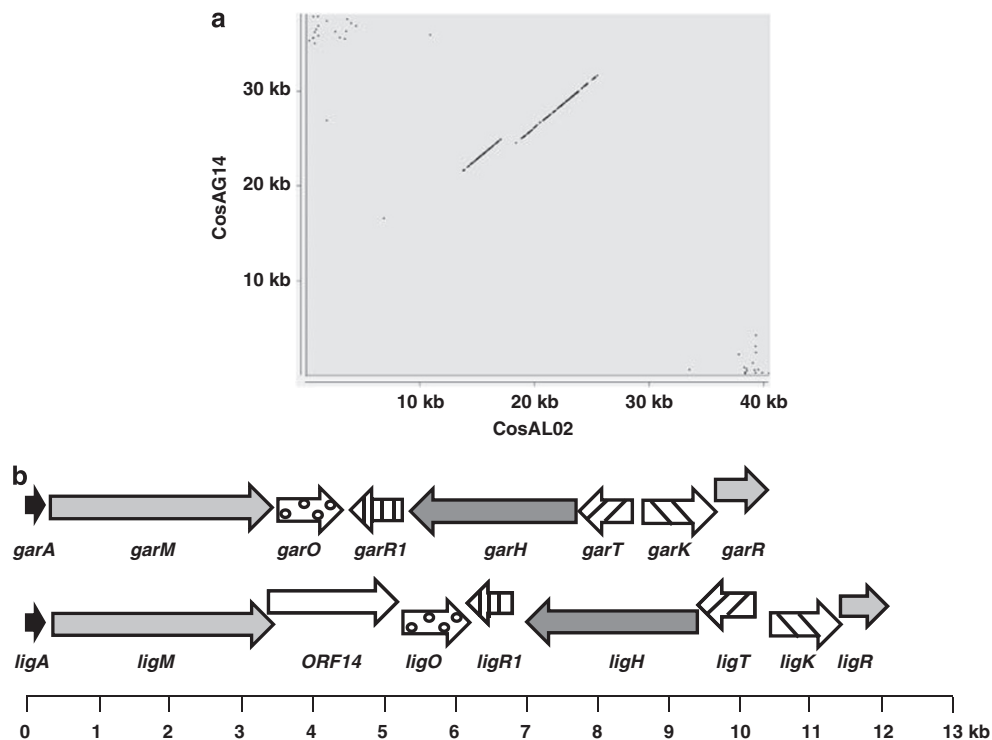 a
30 kb
20 kb
10 kb
CosAG14
10 kb 20 kb 30 kb 40 kb
CosAL02
b
garA garM garO garR1 garH garT garK garR
ligA ligM ORF14 ligO ligR1 ligH ligT ligK ligR
0 1 2 3 4 5 6 7 8 9 10 11 12 13 kb